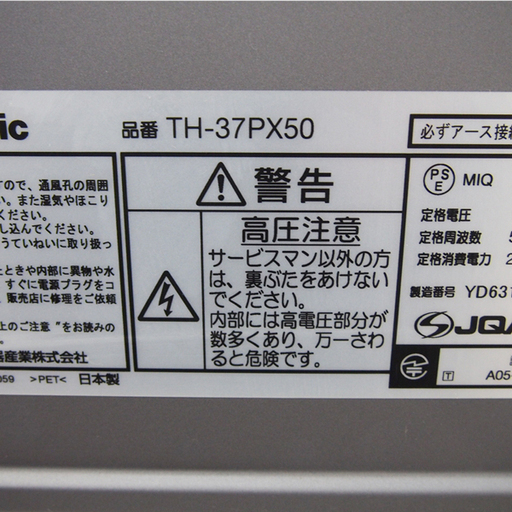 ic
品番 TH-37PX50
必ずアース接続
すので、通風孔の周囲
い。また湿気やほこり
し込んでください。
うていねいに取り扱っ
たときや内部に異物や水
すぐに電源プラグをコ
、販売店に修理をご依頼
上のご注意”をお読みの
器産業株式会社
059 >PET< 日本製
警告
高圧注意
サービスマン以外の方
は、裏ぶたをあけない
でください。
内部には高電圧部分が
数多くあり、万一さわる
と危険です。
PS
E MIQ
定格電圧
定格周波数 5
定格消費電力 2
製造番号 YD631
JQA
T A05-